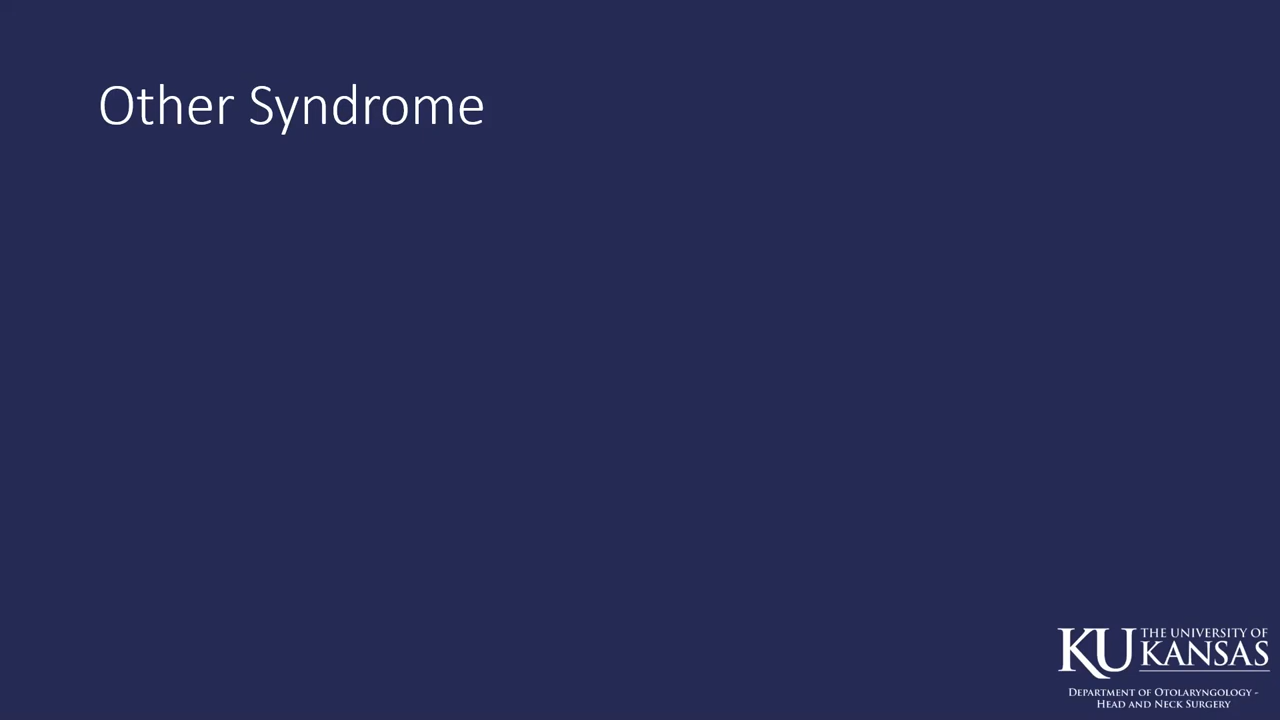 Other Syndrome
KU THE UNIVERSITY OF
KANSAS
DEPARTMENT OF OTOLARYNGOLOGY -
HEAD AND NECK SURGERY